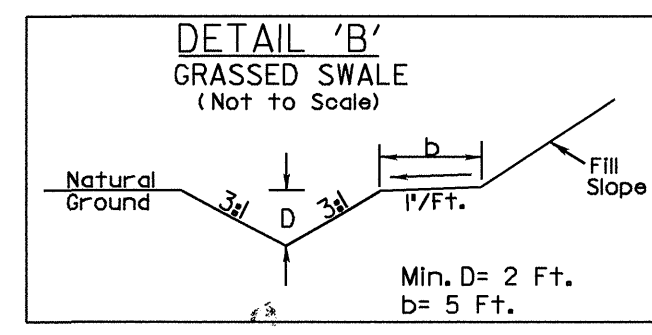 DETAIL 'B'
GRASSED SWALE
(Not to Scale)
Natural
Ground
3:1
D
3:1
b
1"/Ft.
Fill
Slope
Min. D= 2 Ft.
b= 5 Ft.